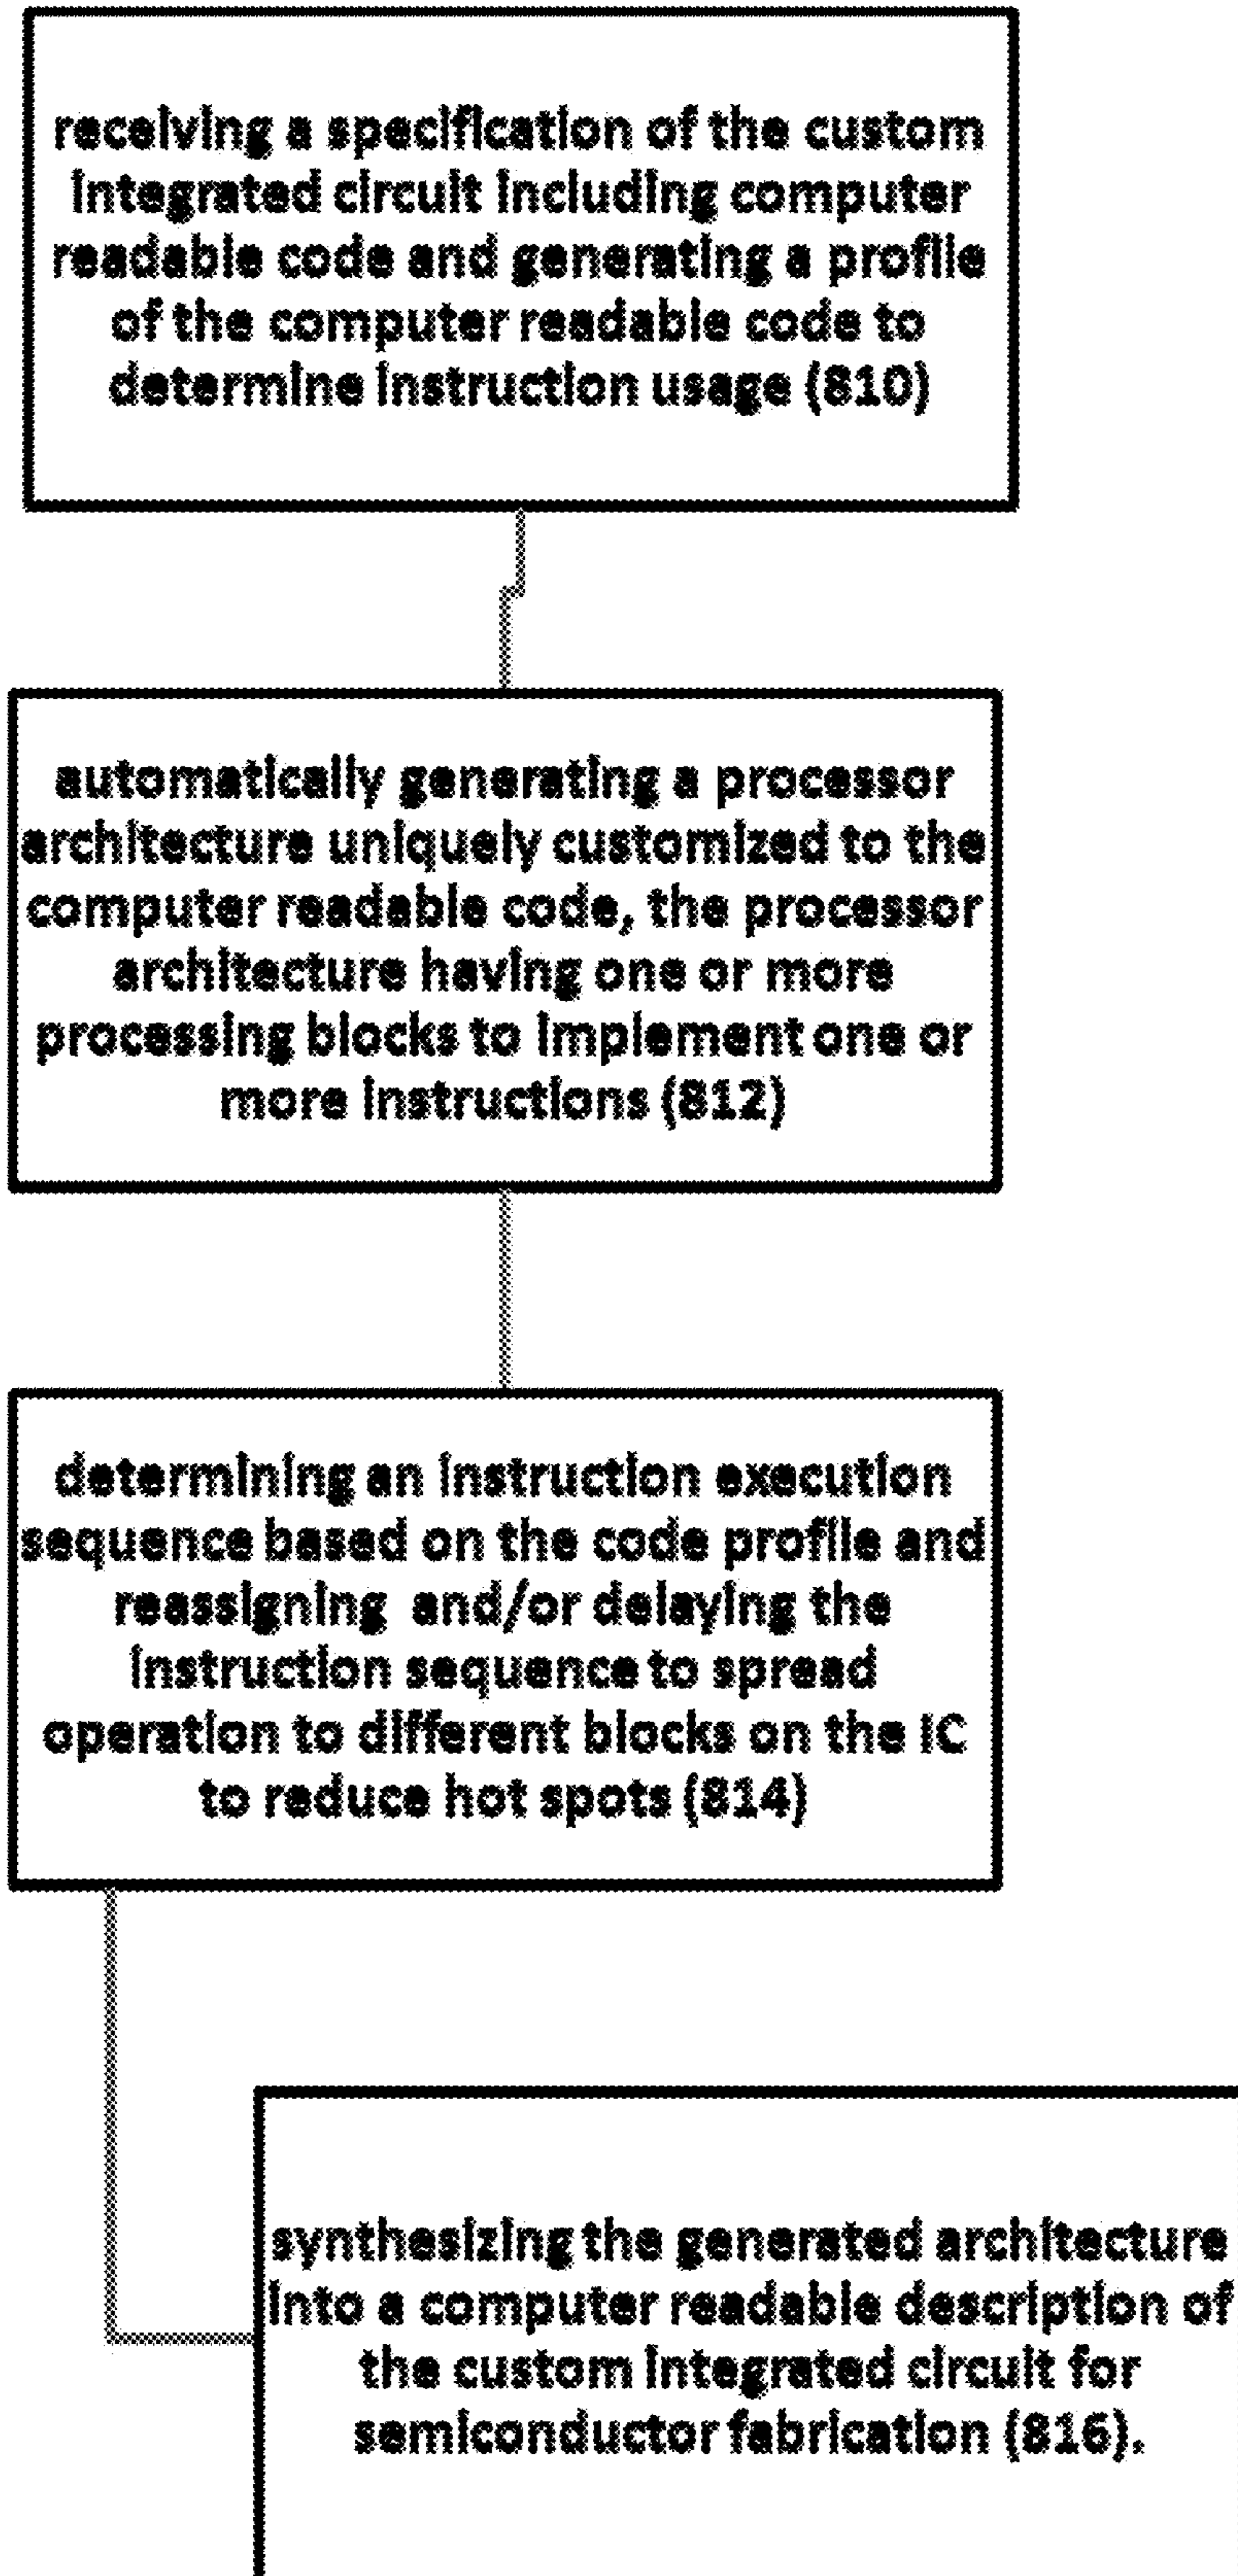 receiving a specification of the custom
integrated circuit including computer
readable code and generating a profile
of the computer readable code to
determine instruction usage (810)
automatically generating a processor
architecture uniquely customized to the
computer readable code, the processor
architecture having one or more
processing blocks to implement one or
more instructions (812)
determining an instruction execution
sequence based on the code profile and
reassigning and/or delaying the
instruction sequence to spread
operation to different blocks on the IC
to reduce hot spots (814)
synthesizing the generated architecture
into a computer readable description of
the custom integrated circuit for
semiconductor fabrication (816).